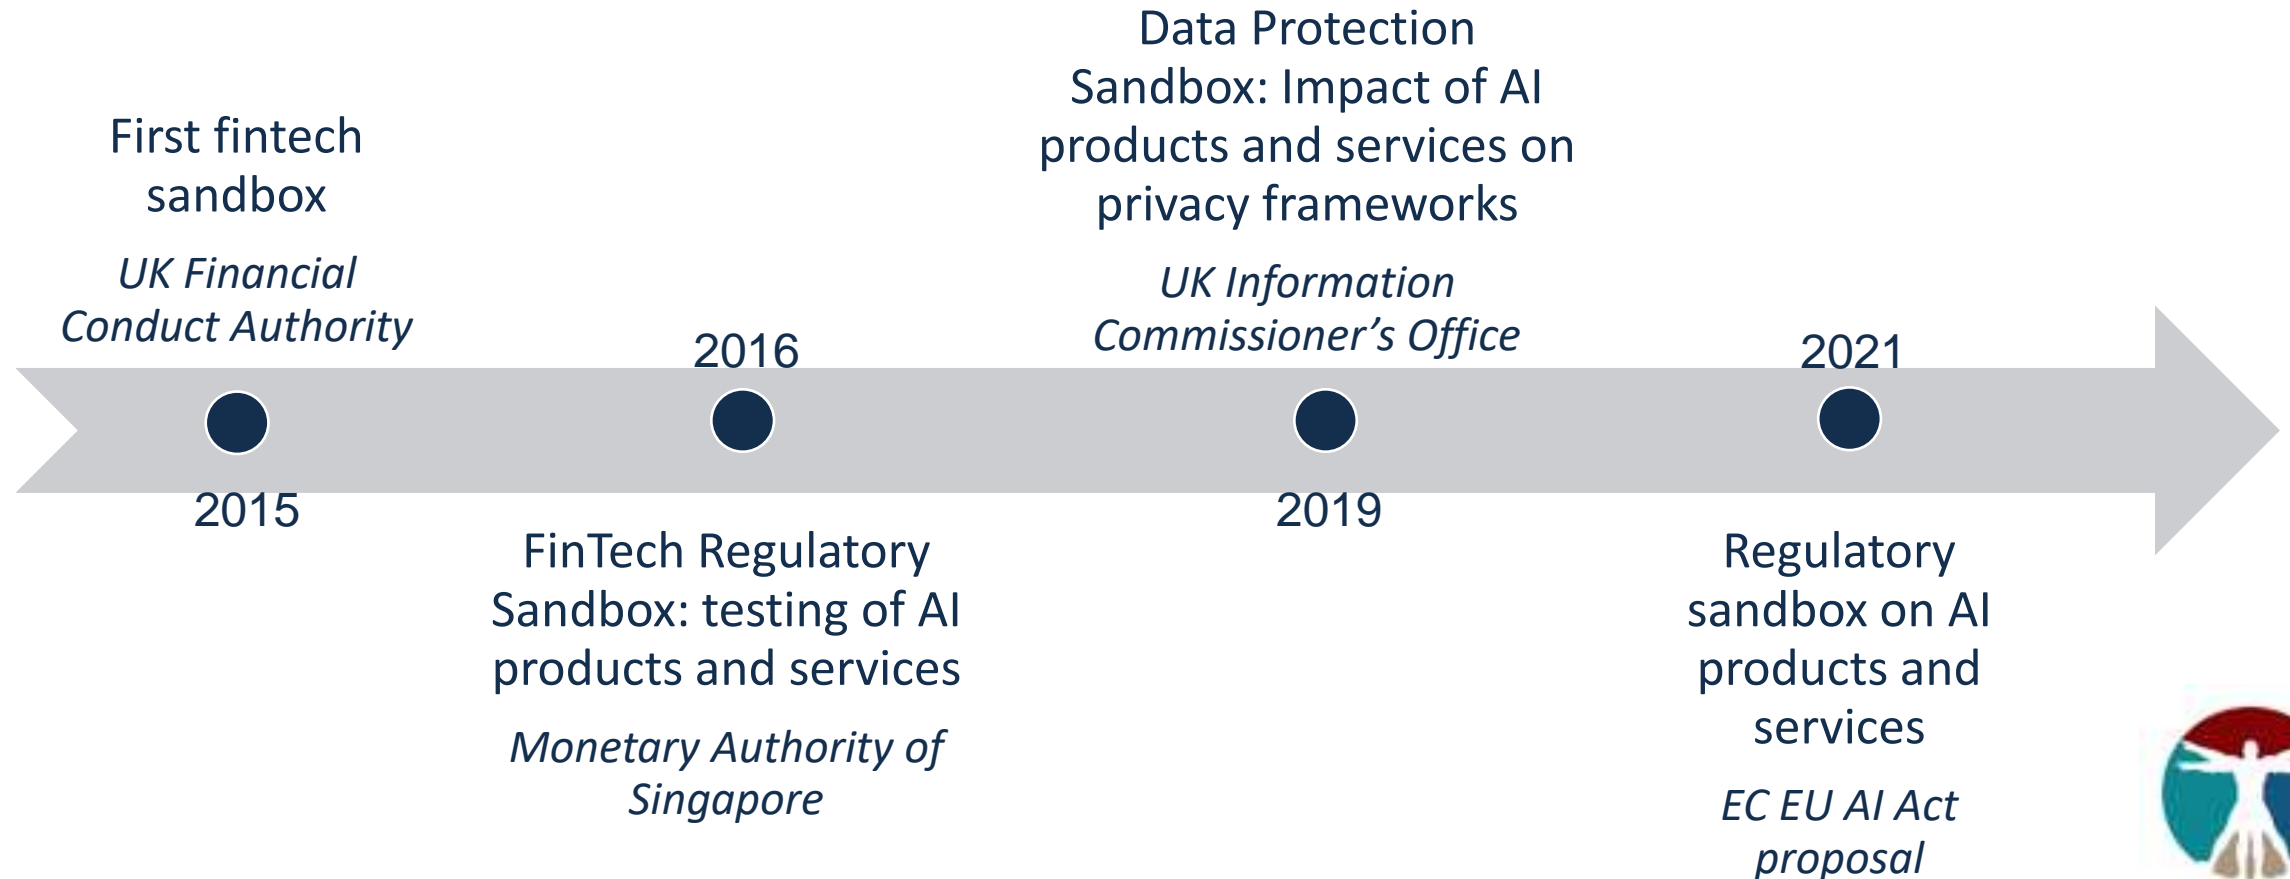 First fintech
sandbox
UK Financial
Conduct Authority
2015
2016
FinTech Regulatory
Sandbox: testing of AI
products and services
Monetary Authority of
Singapore
Data Protection
Sandbox: Impact of AI
products and services on
privacy frameworks
UK Information
Commissioner’s Office
2019
2021
Regulatory
sandbox on AI
products and
services
EC EU AI Act
proposal